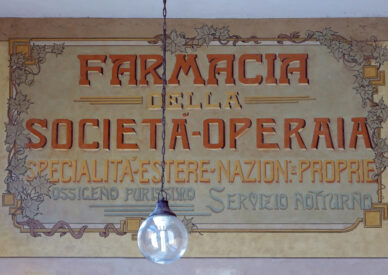 FARMACIA
DELLA
SOCIETÀ-OPERAIA
SPECIALITÀ-ESTERE-NAZION:-PROPRIE
OSSIGENO PURISSIMO SERVIZIO NOTTURNO